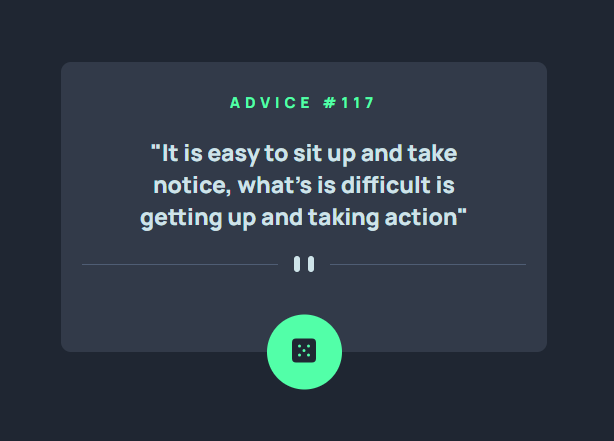 ADVICE #117
"It is easy to sit up and take
notice, what's is difficult is
getting up and taking action"